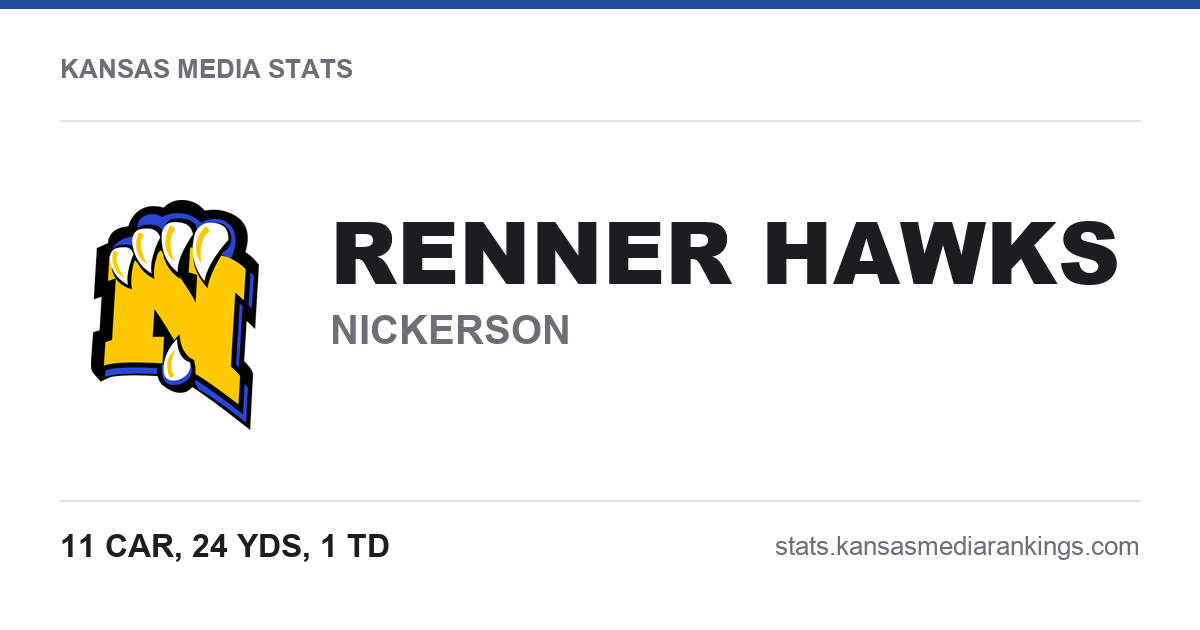 KANSAS MEDIA STATS
N
RENNER HAWKS
NICKERSON
11 CAR, 24 YDS, 1 TD
stats.kansasmediarankings.com